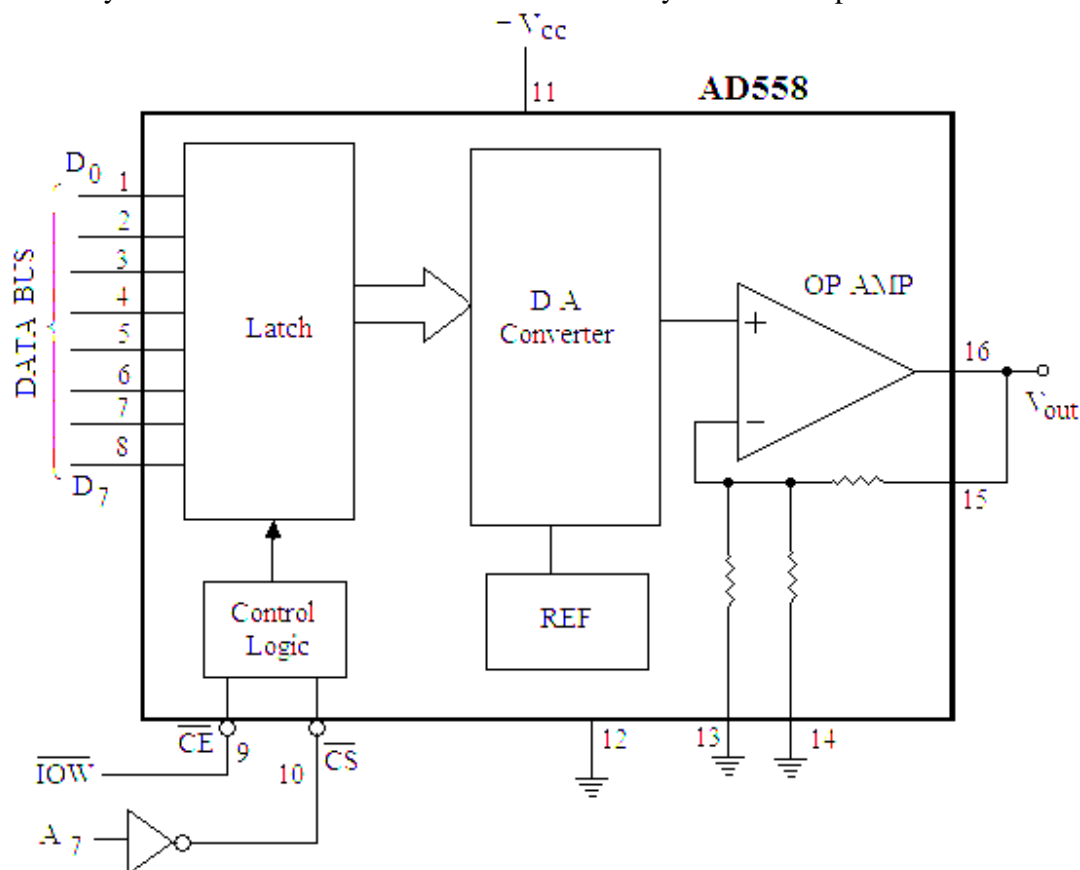 − Vcc
11
AD558
D0
1
2
3
4
5
6
7
8
D7
DATA BUS
Latch
D A
Converter
OP AMP
+
−
16
Vout
15
Control
Logic
REF
CE
9
CS
10
12
13
14
IOW
A 7